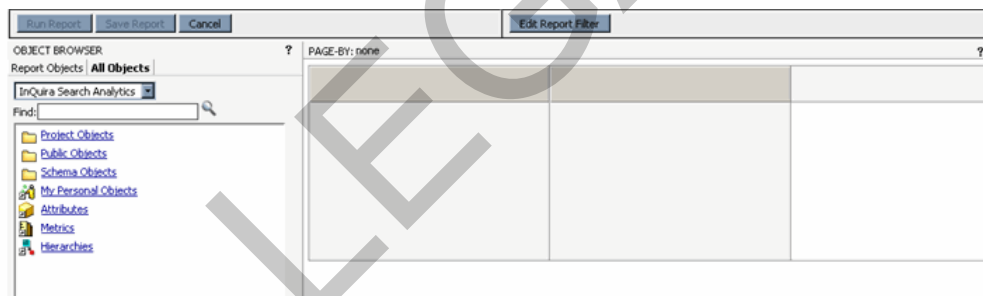 Run Report Save Report Cancel Edit Report Filter
OBJECT BROWSER ?
Report Objects All Objects
InQuira Search Analytics
Find:
Project Objects
Public Objects
Schema Objects
My Personal Objects
Attributes
Metrics
Hierarchies
PAGE-BY: none ?